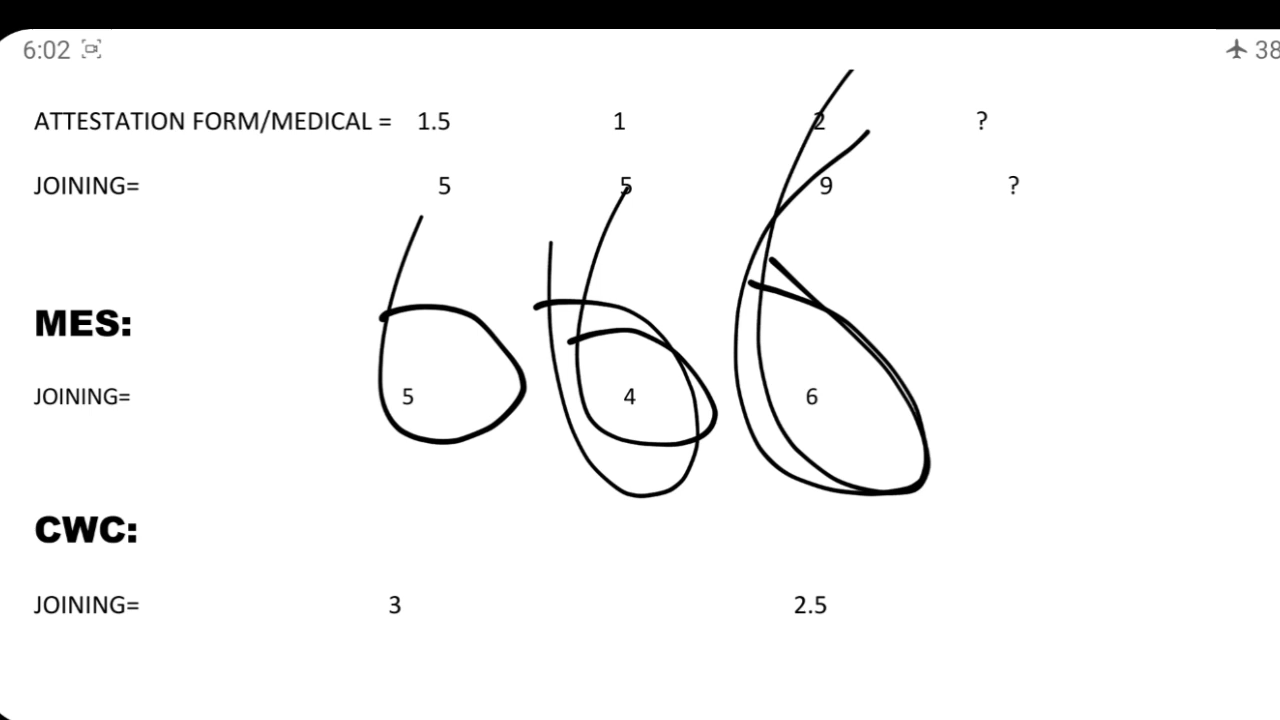 6:02 38
ATTESTATION FORM/MEDICAL = 1.5 1 2 ?
JOINING= 5 5 9 ?
MES:
JOINING= 5 4 6
CWC:
JOINING= 3 2.5